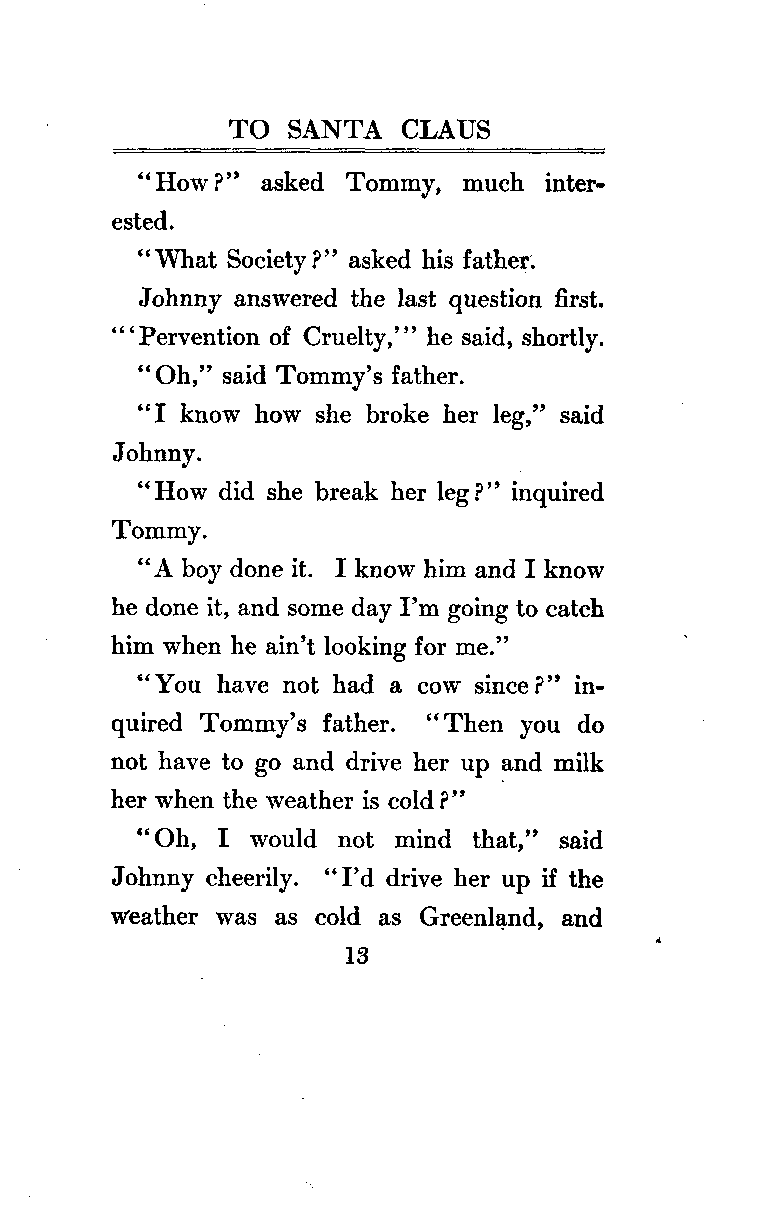 TO SANTA CLAUS
"How?" asked Tommy, much inter-
ested.
"What Society?" asked his father.
Johnny answered the last question first.
"'Pervention of Cruelty,'" he said, shortly.
"Oh," said Tommy's father.
"I know how she broke her leg," said
Johnny.
"How did she break her leg?" inquired
Tommy.
"A boy done it. I know him and I know
he done it, and some day I'm going to catch
him when he ain't looking for me."
"You have not had a cow since?" in-
quired Tommy's father. "Then you do
not have to go and drive her up and milk
her when the weather is cold?"
"Oh, I would not mind that," said
Johnny cheerily. "I'd drive her up if the
weather was as cold as Greenland, and
13